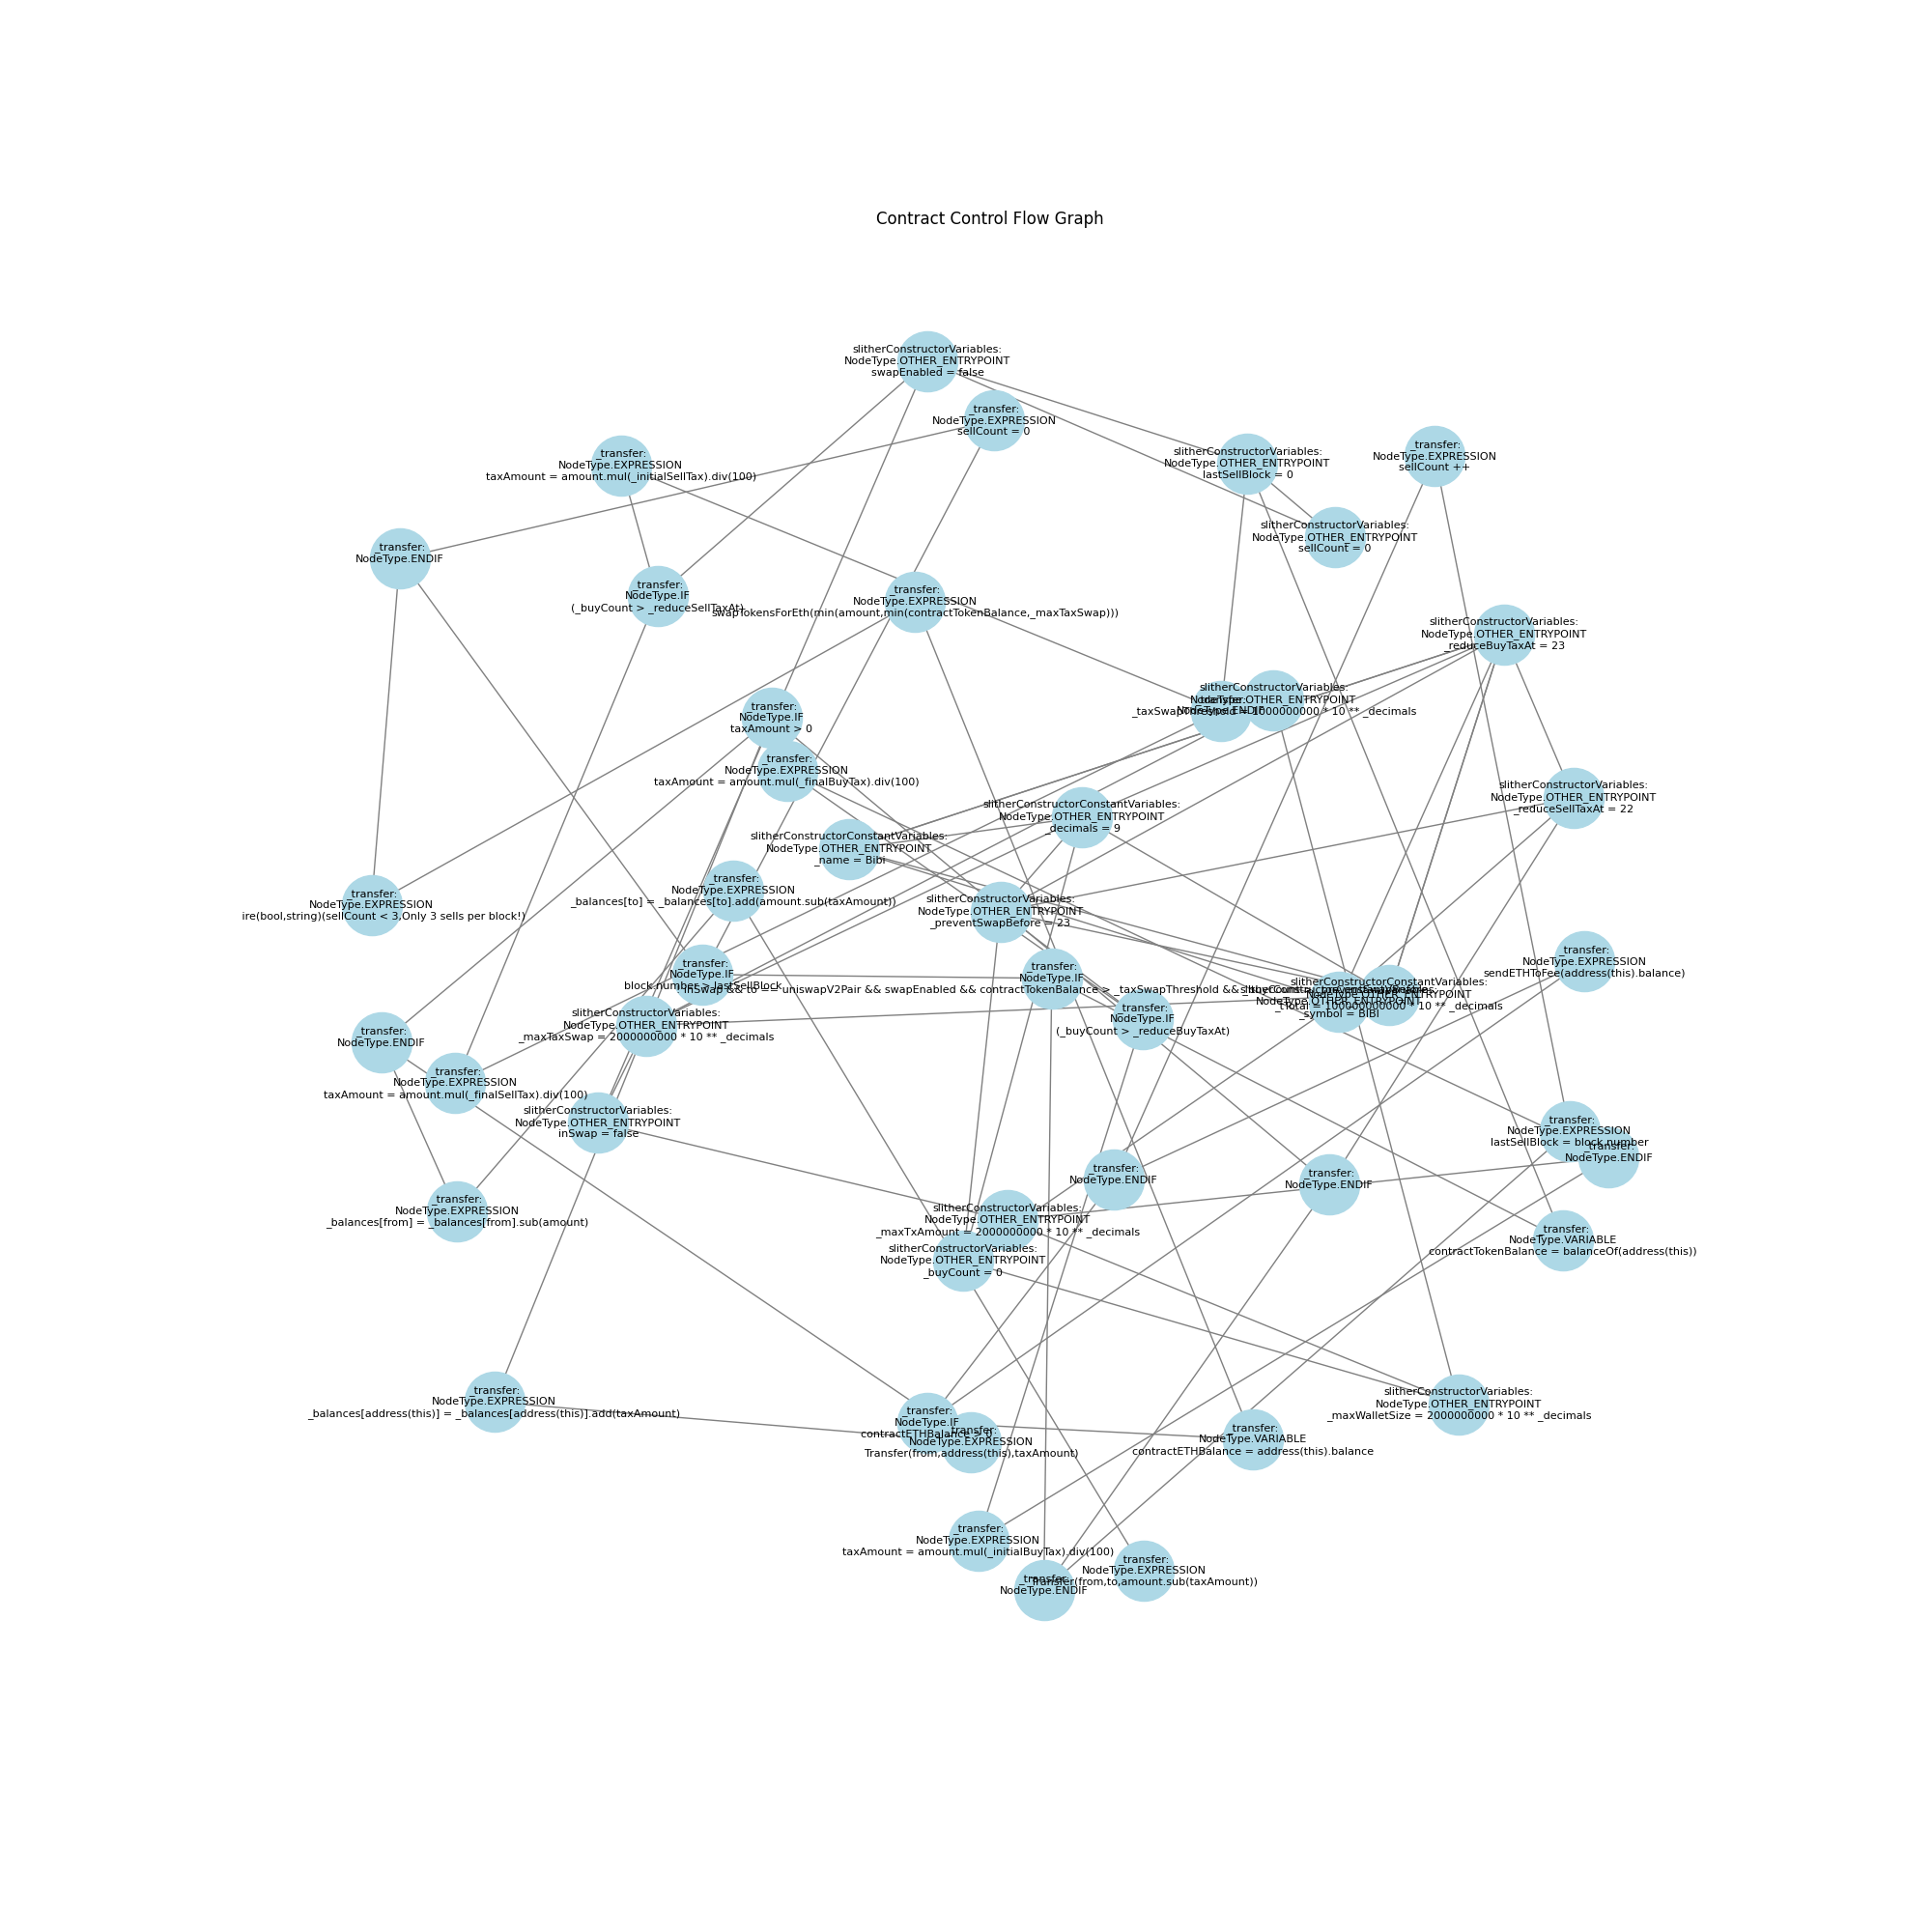 Contract Control Flow Graph
slitherConstructorVariables:
NodeType.OTHER_ENTRYPOINT
swapEnabled = false
_transfer:
NodeType.EXPRESSION
sellCount = 0
_transfer:
NodeType.EXPRESSION
taxAmount = amount.mul(_initialSellTax).div(100)
slitherConstructorVariables:
NodeType.OTHER_ENTRYPOINT
lastSellBlock = 0
_transfer:
NodeType.EXPRESSION
sellCount ++
slitherConstructorVariables:
NodeType.OTHER_ENTRYPOINT
sellCount = 0
_transfer:
NodeType.ENDIF
_transfer:
NodeType.IF
(_buyCount > _reduceSellTaxAt)
_transfer:
NodeType.EXPRESSION
swapTokensForEth(min(amount,min(contractTokenBalance,_maxTaxSwap)))
slitherConstructorVariables:
NodeType.OTHER_ENTRYPOINT
_reduceBuyTaxAt = 23
slitherConstructorVariables:
NodeType.OTHER_ENTRYPOINT
_taxSwapThreshold = 1000000000 * 10 ** _decimals
_transfer:
NodeType.ENDIF
_transfer:
NodeType.IF
taxAmount > 0
_transfer:
NodeType.EXPRESSION
taxAmount = amount.mul(_finalBuyTax).div(100)
slitherConstructorVariables:
NodeType.OTHER_ENTRYPOINT
_reduceSellTaxAt = 22
slitherConstructorConstantVariables:
NodeType.OTHER_ENTRYPOINT
_decimals = 9
slitherConstructorConstantVariables:
NodeType.OTHER_ENTRYPOINT
_name = Bibi
_transfer:
NodeType.EXPRESSION
_balances[to] = _balances[to].add(amount.sub(taxAmount))
_transfer:
NodeType.EXPRESSION
ire(bool,string)(sellCount < 3,Only 3 sells per block!)
slitherConstructorVariables:
NodeType.OTHER_ENTRYPOINT
_preventSwapBefore = 23
_transfer:
NodeType.EXPRESSION
sendETHToFee(address(this).balance)
_transfer:
NodeType.IF
block.number > lastSellBlock
_transfer:
NodeType.IF
inSwap && to == uniswapV2Pair && swapEnabled && contractTokenBalance > _taxSwapThreshold &&
slitherConstructorConstantVariables:
NodeType.OTHER_ENTRYPOINT
_tTotal = 100000000000 * 10 ** _decimals
NodeType.OTHER_ENTRYPOINT
_symbol = BIBI
_transfer:
NodeType.IF
(_buyCount > _reduceBuyTaxAt)
slitherConstructorVariables:
NodeType.OTHER_ENTRYPOINT
_maxTaxSwap = 2000000000 * 10 ** _decimals
_transfer:
NodeType.ENDIF
_transfer:
NodeType.EXPRESSION
taxAmount = amount.mul(_finalSellTax).div(100)
slitherConstructorVariables:
NodeType.OTHER_ENTRYPOINT
inSwap = false
_transfer:
NodeType.EXPRESSION
lastSellBlock = block.number
_transfer:
NodeType.ENDIF
_transfer:
NodeType.ENDIF
_transfer:
NodeType.ENDIF
_transfer:
NodeType.EXPRESSION
_balances[from] = _balances[from].sub(amount)
slitherConstructorVariables:
NodeType.OTHER_ENTRYPOINT
_maxTxAmount = 2000000000 * 10 ** _decimals
_transfer:
NodeType.VARIABLE
contractTokenBalance = balanceOf(address(this))
slitherConstructorVariables:
NodeType.OTHER_ENTRYPOINT
_buyCount = 0
_transfer:
NodeType.EXPRESSION
_balances[address(this)] = _balances[address(this)].add(taxAmount)
slitherConstructorVariables:
NodeType.OTHER_ENTRYPOINT
_maxWalletSize = 2000000000 * 10 ** _decimals
_transfer:
NodeType.IF
contractETHBalance > 0
_transfer:
NodeType.EXPRESSION
Transfer(from,address(this),taxAmount)
_transfer:
NodeType.VARIABLE
contractETHBalance = address(this).balance
_transfer:
NodeType.EXPRESSION
taxAmount = amount.mul(_initialBuyTax).div(100)
_transfer:
NodeType.EXPRESSION
Transfer(from,to,amount.sub(taxAmount))
_transfer:
NodeType.ENDIF